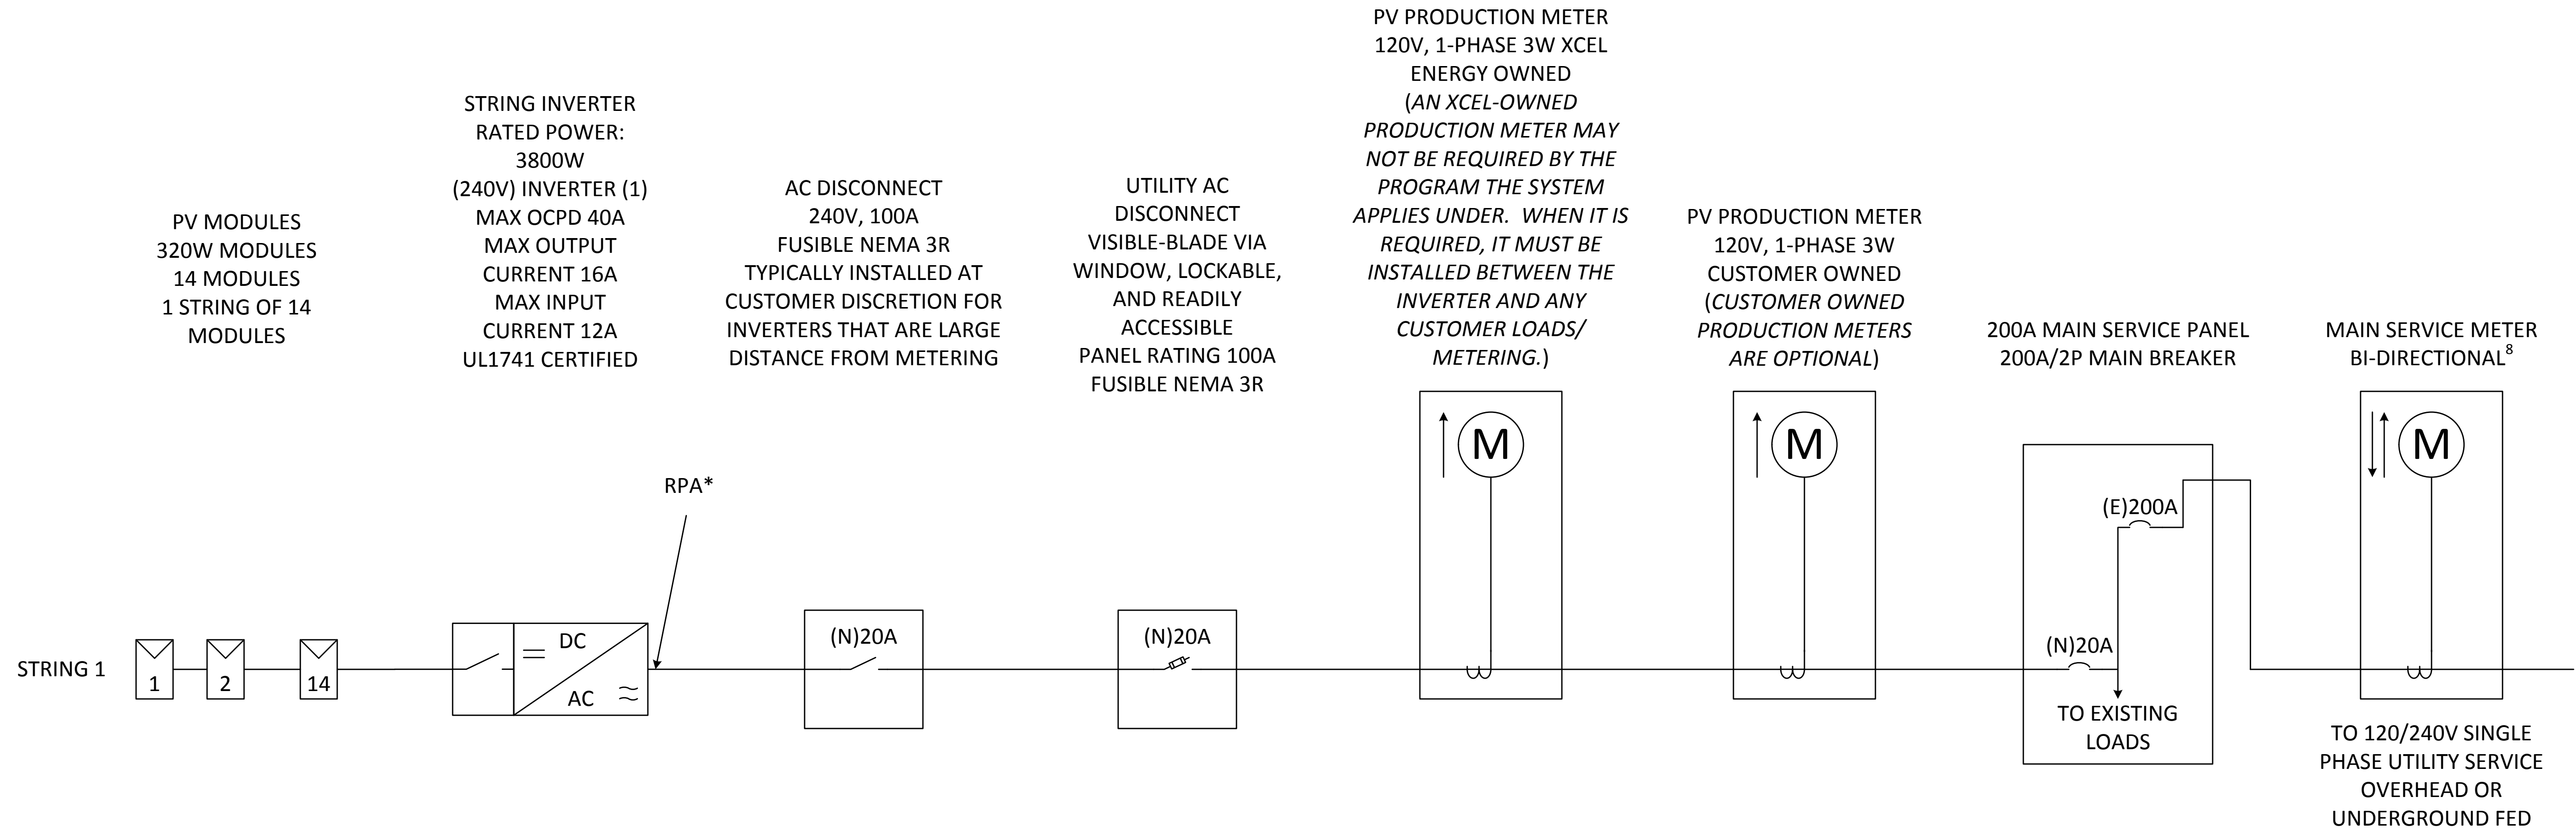 PV MODULES
320W MODULES
14 MODULES
1 STRING OF 14
MODULES
STRING INVERTER
RATED POWER:
3800W
(240V) INVERTER (1)
MAX OCPD 40A
MAX OUTPUT
CURRENT 16A
MAX INPUT
CURRENT 12A
UL1741 CERTIFIED
AC DISCONNECT
240V, 100A
FUSIBLE NEMA 3R
TYPICALLY INSTALLED AT
CUSTOMER DISCRETION FOR
INVERTERS THAT ARE LARGE
DISTANCE FROM METERING
UTILITY AC
DISCONNECT
VISIBLE-BLADE VIA
WINDOW, LOCKABLE,
AND READILY
ACCESSIBLE
PANEL RATING 100A
FUSIBLE NEMA 3R
PV PRODUCTION METER
120V, 1-PHASE 3W XCEL
ENERGY OWNED
(AN XCEL-OWNED
PRODUCTION METER MAY
NOT BE REQUIRED BY THE
PROGRAM THE SYSTEM
APPLIES UNDER.  WHEN IT IS
REQUIRED, IT MUST BE
INSTALLED BETWEEN THE
INVERTER AND ANY
CUSTOMER LOADS/
METERING.)
PV PRODUCTION METER
120V, 1-PHASE 3W
CUSTOMER OWNED
(CUSTOMER OWNED
PRODUCTION METERS
ARE OPTIONAL)
200A MAIN SERVICE PANEL
200A/2P MAIN BREAKER
MAIN SERVICE METER
BI-DIRECTIONAL⁸
M
M
M
RPA*
(E)200A
STRING 1
1
2
14
DC
AC
(N)20A
(N)20A
(N)20A
TO EXISTING
LOADS
TO 120/240V SINGLE
PHASE UTILITY SERVICE
OVERHEAD OR
UNDERGROUND FED